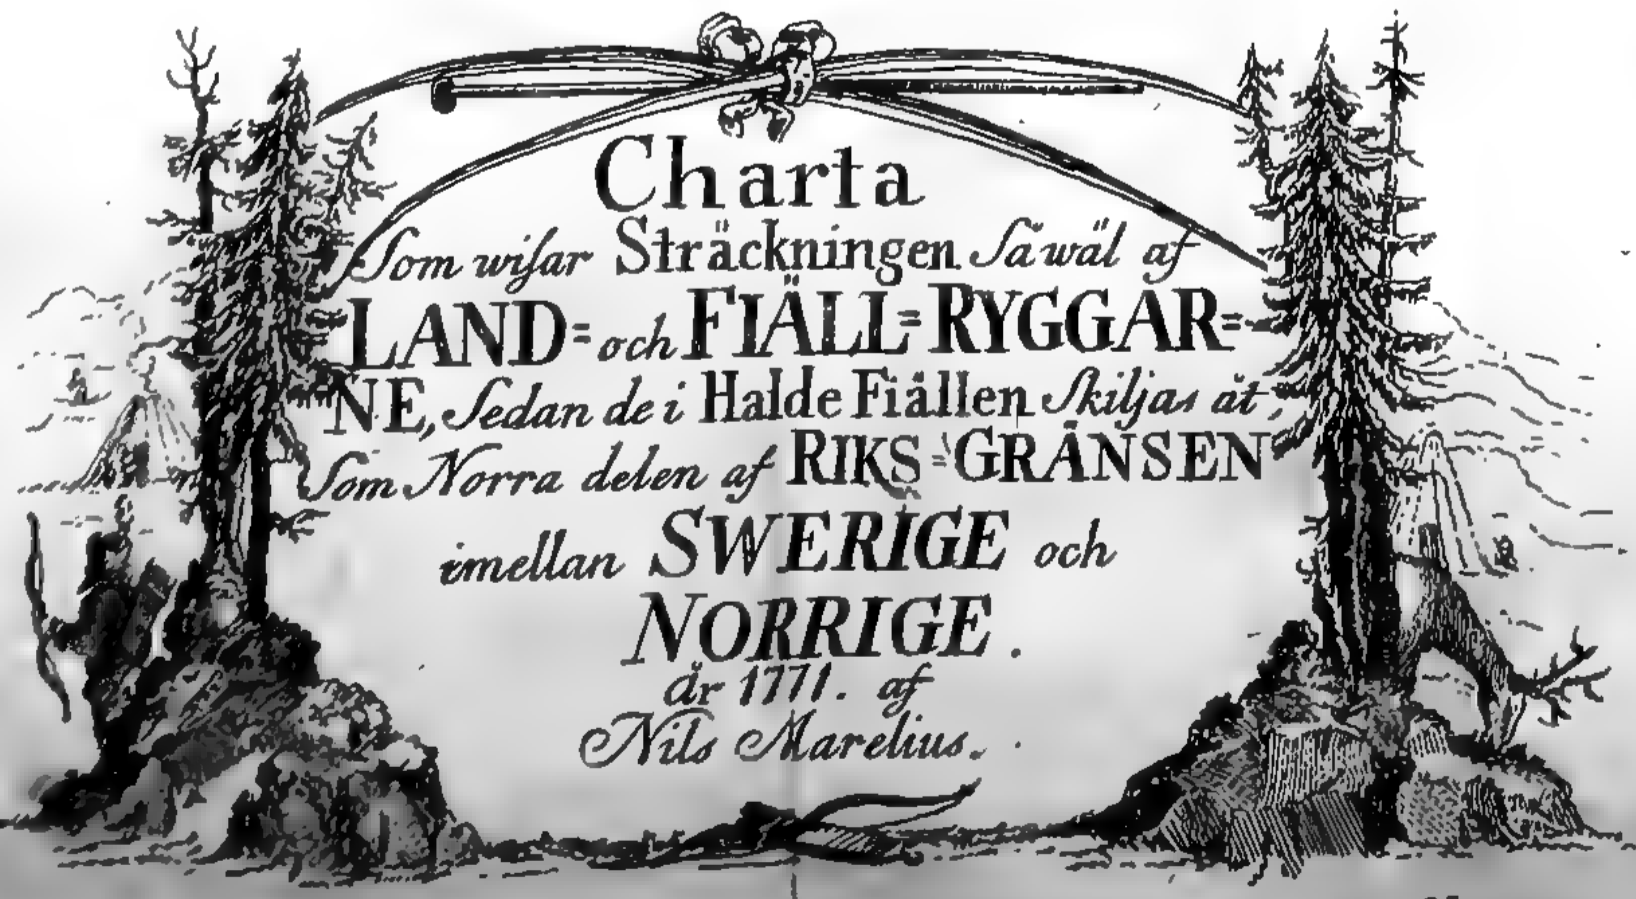 Charta
Som wisar Sträckningen Såwäl af
LAND= och FIÄLL=RYGGAR=
NE, Sedan de i Halde Fiällen Skiljas åt,
Som Norra delen af RIKS=GRÄNSEN
imellan SWERIGE och
NORRIGE.
år 1771. af
Nils Marelius.